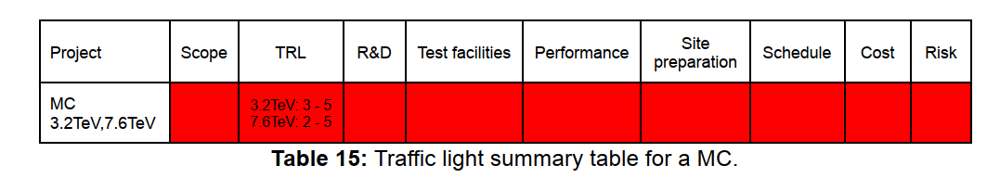 Project Scope TRL R&D Test facilities Performance Site preparation Schedule Cost Risk
MC 3.2TeV: 3 - 5
3.2TeV,7.6TeV 7.6TeV: 2 - 5
Table 15: Traffic light summary table for a MC.